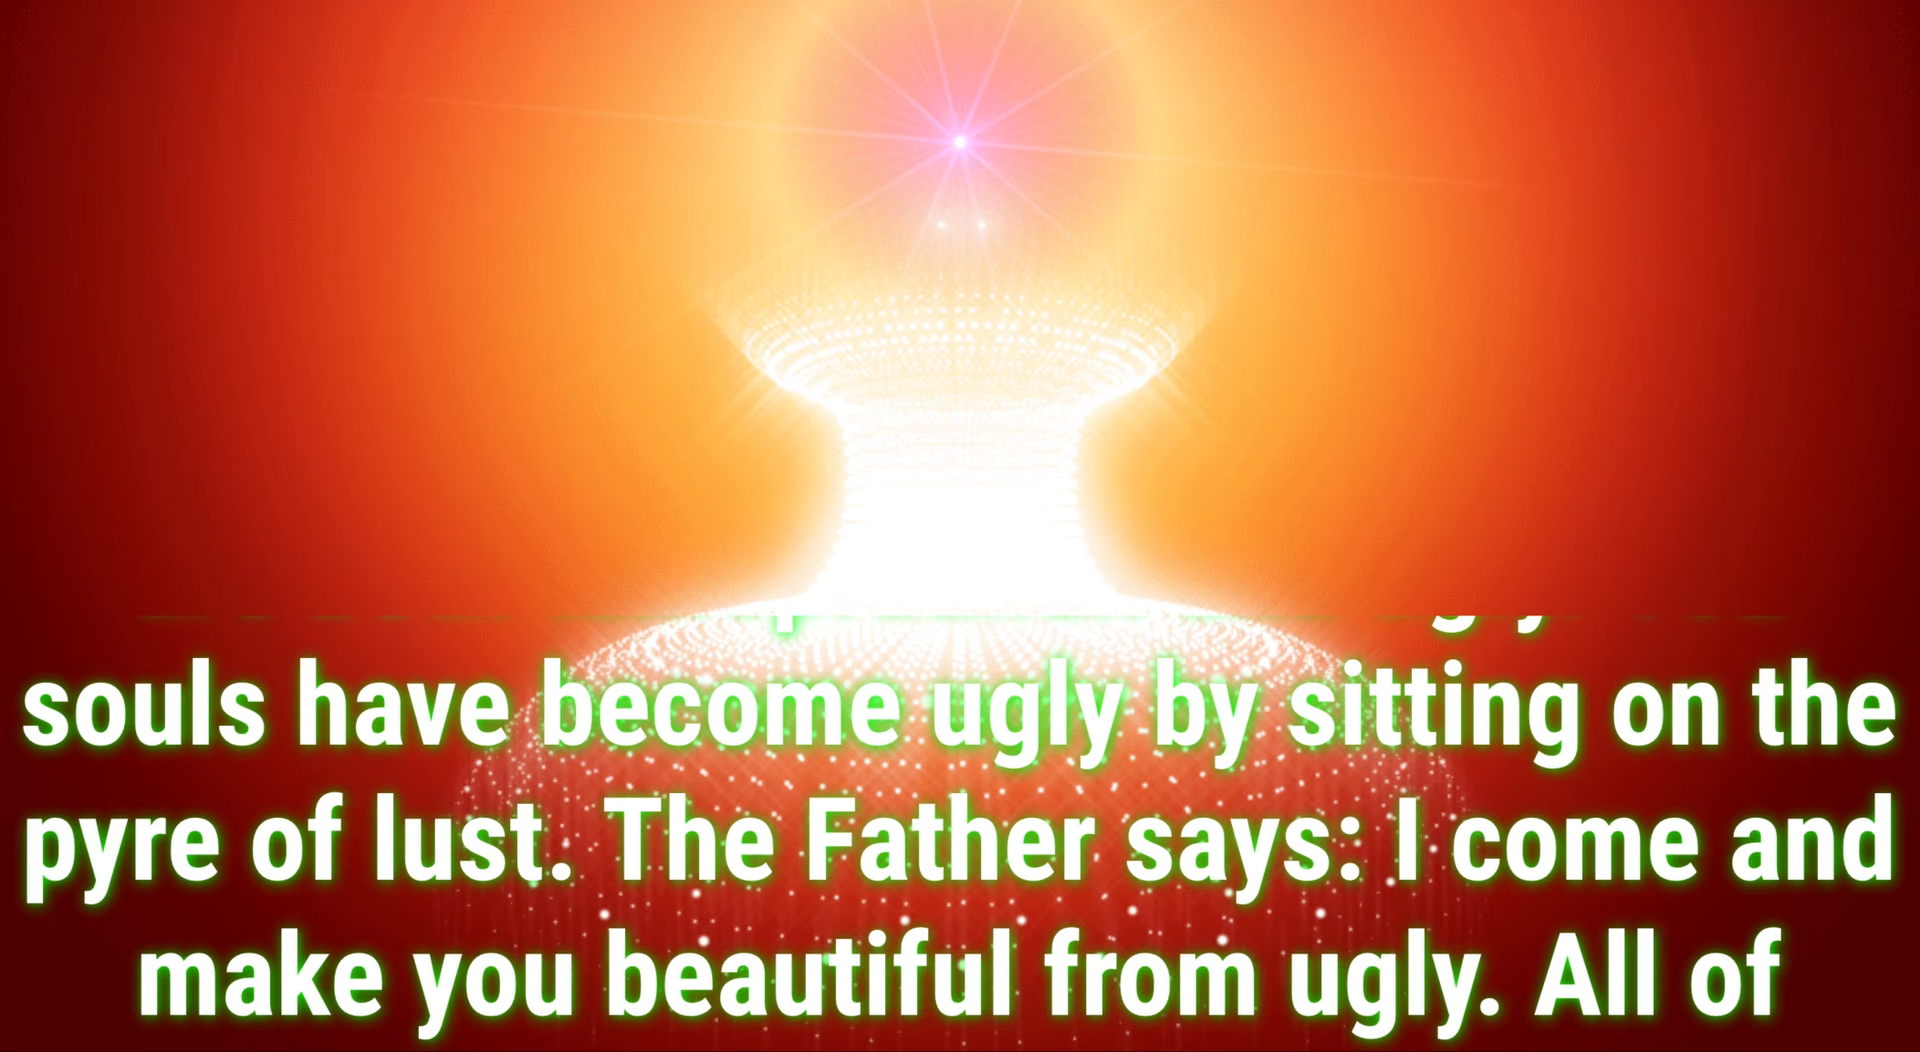 souls have become ugly by sitting on the
pyre of lust. The Father says: I come and
make you beautiful from ugly. All of